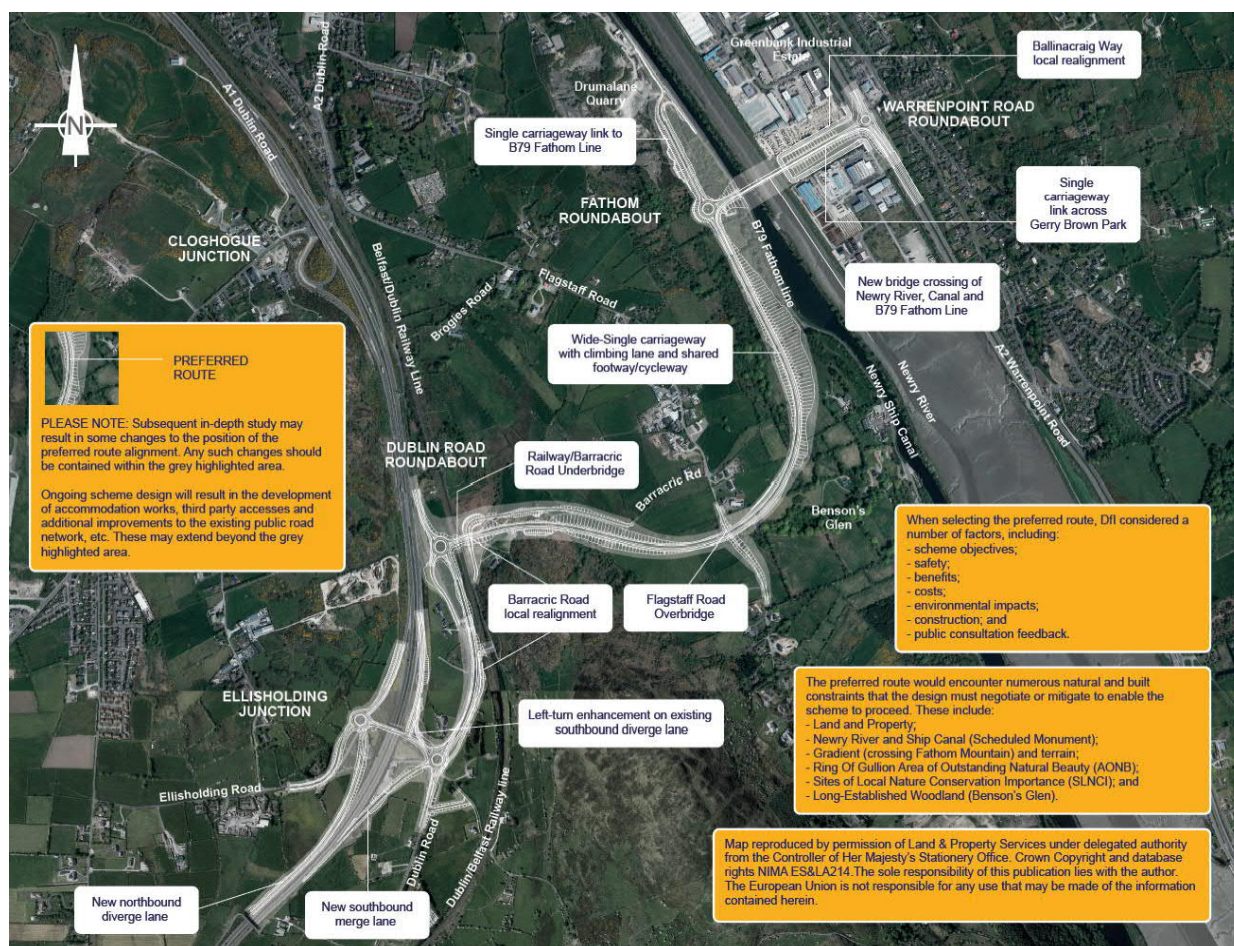 A1 Dublin Road
A2 Dublin-Road
Greenbank Industrial
Estate
Ballinacraig Way
local realignment
Drumalane
Quarry
WARRENPOINT ROAD
ROUNDABOUT
N
Single carriageway link to
B79 Fathom Line
FATHOM
ROUNDABOUT
Single
carriageway
link across
Gerry Brown Park
CLOGHOGUE
JUNCTION
Belfast/Dublin Railway Line
Flagstaff Road
Brogies Road
B79 Fathom line
New bridge crossing of
Newry River, Canal and
B79 Fathom Line
Wide-Single carriageway
with climbing lane and shared
footway/cycleway
A2 Warrenpoint Road
Newry River
Newry Ship Canal
PREFERRED
ROUTE
PLEASE NOTE: Subsequent in-depth study may
result in some changes to the position of the
preferred route alignment. Any such changes should
be contained within the grey
highlighted area.
Ongoing scheme design will result in the development
of accommodation works, third party accesses and
additional improvements to the existing public road
network, etc. These may extend beyond the grey
highlighted area.
DUBLIN ROAD
ROUNDABOUT
Railway/Barracric
Road Underbridge
Barracric Rd
Benson's
Glen
Barracric Road
local realignment
Flagstaff Road
Overbridge
When selecting the preferred route, DfI considered a
number of factors, including:
- scheme objectives;
- safety;
- benefits;
- costs;
- environmental impacts;
- construction; and
- public consultation feedback.
ELLISHOLDING
JUNCTION
Left-turn enhancement on existing
southbound diverge lane
The preferred route would encounter numerous natural and built
constraints that the design must negotiate or mitigate to enable the
scheme to proceed. These include:
- Land and Property;
- Newry River and Ship Canal (Scheduled Monument);
- Gradient (crossing Fathom Mountain) and terrain;
- Ring Of Gullion Area of Outstanding Natural Beauty (AONB);
- Sites of Local Nature Conservation Importance (SLNCI); and
- Long-Established Woodland (Benson's Glen).
Ellisholding Road
Dublin Road
Dublin/Belfast Railway line
New northbound
diverge lane
New southbound
merge lane
Map reproduced by permission of Land & Property Services under delegated authority
from the Controller of Her Majesty's Stationery Office. Crown Copyright and database
rights NIMA ES&LA214.The sole responsibility of this publication lies with the author.
The European Union is not responsible for any use that may be made of the information
contained herein.